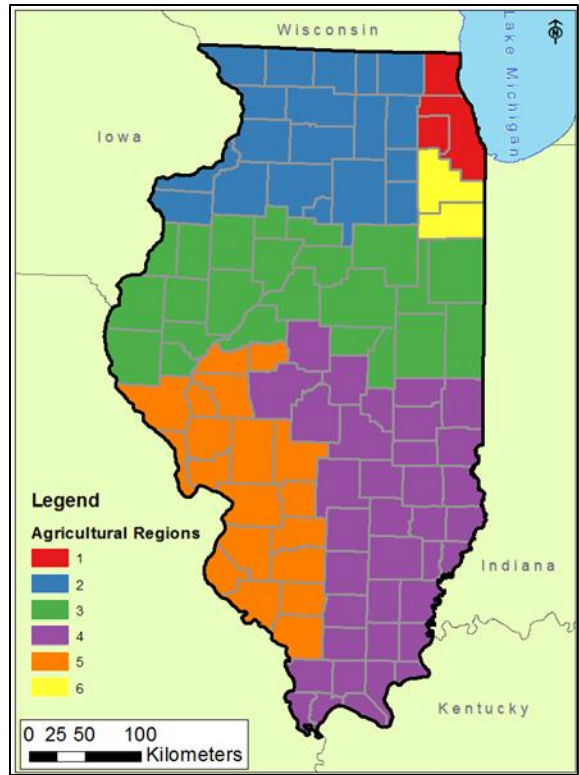 Wisconsin
N
Lake Michigan
Iowa
Legend
Agricultural Regions
1
2
3
4
5
6
Indiana
Kentucky
0 25 50 100
Kilometers